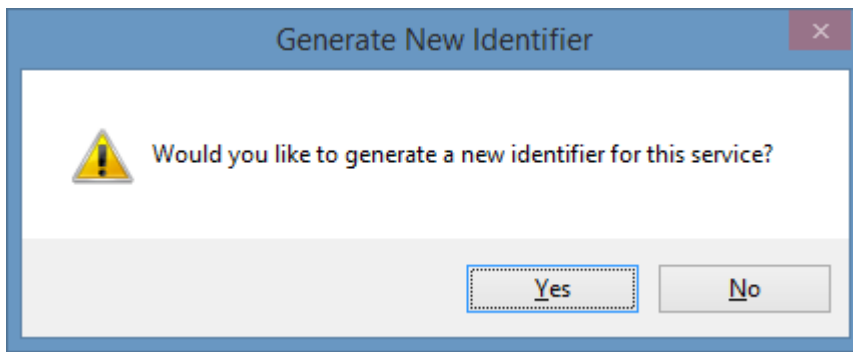 Generate New Identifier
Would you like to generate a new identifier for this service?
Yes
No